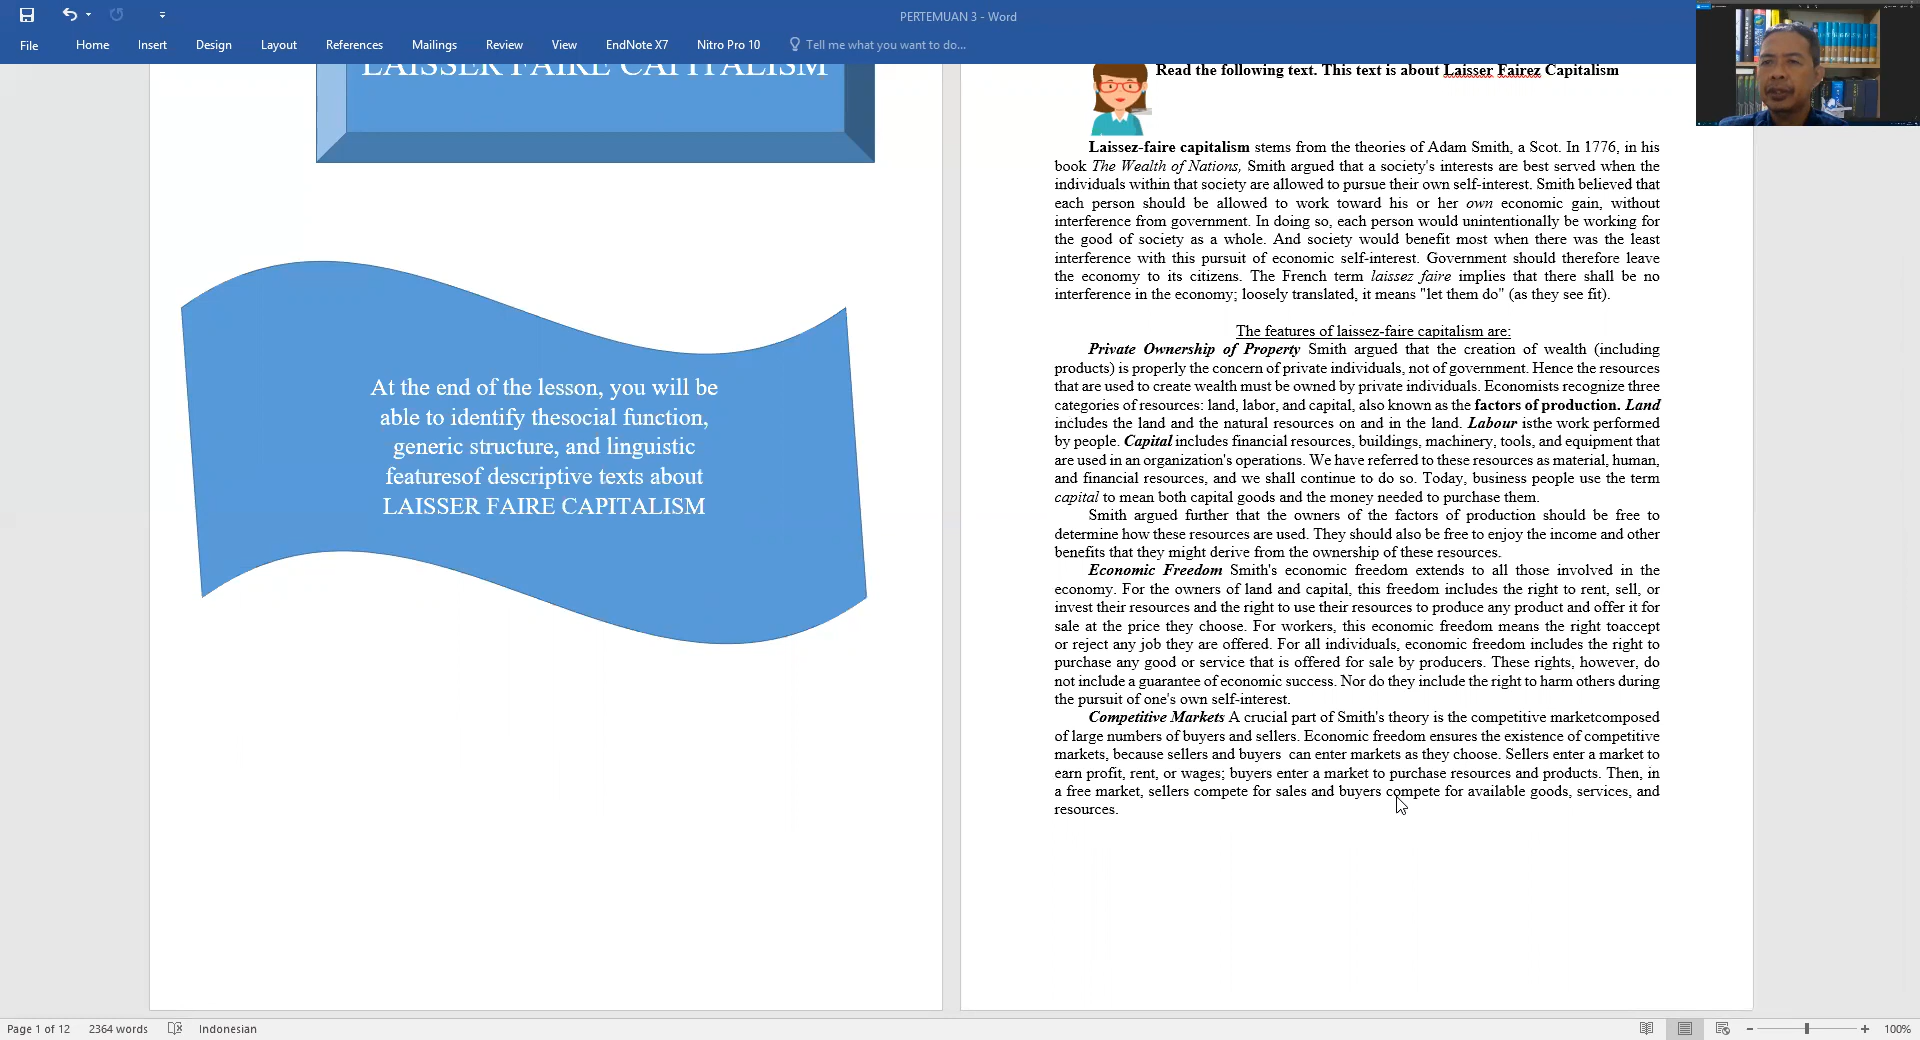 PERTEMUAN 3 - Word
File Home Insert Design Layout References Mailings Review View EndNote X7 Nitro Pro 10 Tell me what you want to do...
LAISSER FAIRE CAPITALISM
At the end of the lesson, you will be
able to identify thesocial function,
generic structure, and linguistic
featuresof descriptive texts about
LAISSER FAIRE CAPITALISM
Read the following text. This text is about Laisser Fairez Capitalism
Laissez-faire capitalism stems from the theories of Adam Smith, a Scot. In 1776, in his
book The Wealth of Nations, Smith argued that a society's interests are best served when the
individuals within that society are allowed to pursue their own self-interest. Smith believed that
each person should be allowed to work toward his or her own economic gain, without
interference from government. In doing so, each person would unintentionally be working for
the good of society as a whole. And society would benefit most when there was the least
interference with this pursuit of economic self-interest. Government should therefore leave
the economy to its citizens. The French term laissez faire implies that there shall be no
interference in the economy; loosely translated, it means "let them do" (as they see fit).
The features of laissez-faire capitalism are:
Private Ownership of Property Smith argued that the creation of wealth (including
products) is properly the concern of private individuals, not of government. Hence the resources
that are used to create wealth must be owned by private individuals. Economists recognize three
categories of resources: land, labor, and capital, also known as the factors of production. Land
includes the land and the natural resources on and in the land. Labour isthe work performed
by people. Capital includes financial resources, buildings, machinery, tools, and equipment that
are used in an organization's operations. We have referred to these resources as material, human,
and financial resources, and we shall continue to do so. Today, business people use the term
capital to mean both capital goods and the money needed to purchase them.
Smith argued further that the owners of the factors of production should be free to
determine how these resources are used. They should also be free to enjoy the income and other
benefits that they might derive from the ownership of these resources.
Economic Freedom Smith's economic freedom extends to all those involved in the
economy. For the owners of land and capital, this freedom includes the right to rent, sell, or
invest their resources and the right to use their resources to produce any product and offer it for
sale at the price they choose. For workers, this economic freedom means the right toaccept
or reject any job they are offered. For all individuals, economic freedom includes the right to
purchase any good or service that is offered for sale by producers. These rights, however, do
not include a guarantee of economic success. Nor do they include the right to harm others during
the pursuit of one's own self-interest.
Competitive Markets A crucial part of Smith's theory is the competitive marketcomposed
of large numbers of buyers and sellers. Economic freedom ensures the existence of competitive
markets, because sellers and buyers can enter markets as they choose. Sellers enter a market to
earn profit, rent, or wages; buyers enter a market to purchase resources and products. Then, in
a free market, sellers compete for sales and buyers compete for available goods, services, and
resources.
Page 1 of 12 2364 words Indonesian 100%